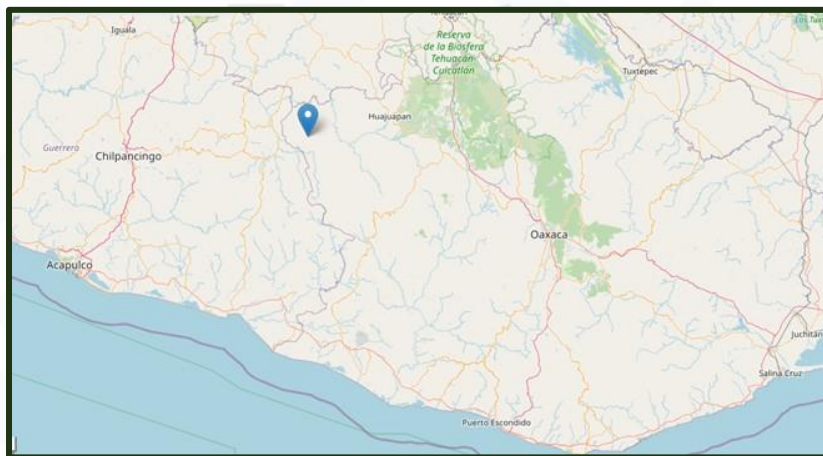 Iguala
Reserva
de la Biosfera
Tehuacán
Cuicatlán
Tuxtepec
Huajuapan
Guerrero
Chilpancingo
Oaxaca
Acapulco
Juchitán
Salina Cruz
Puerto Escondido